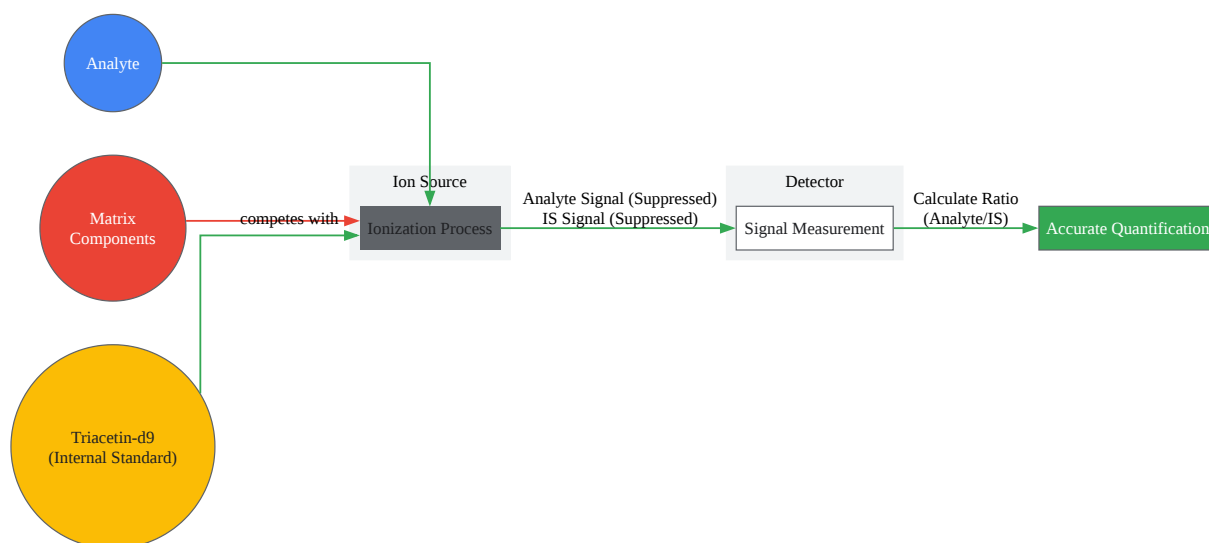 Analyte
Matrix
Components
competes with
Triacetin-d9
(Internal Standard)
Ion Source
Ionization Process
Analyte Signal (Suppressed)
IS Signal (Suppressed)
Detector
Signal Measurement
Calculate Ratio
(Analyte/IS)
Accurate Quantification